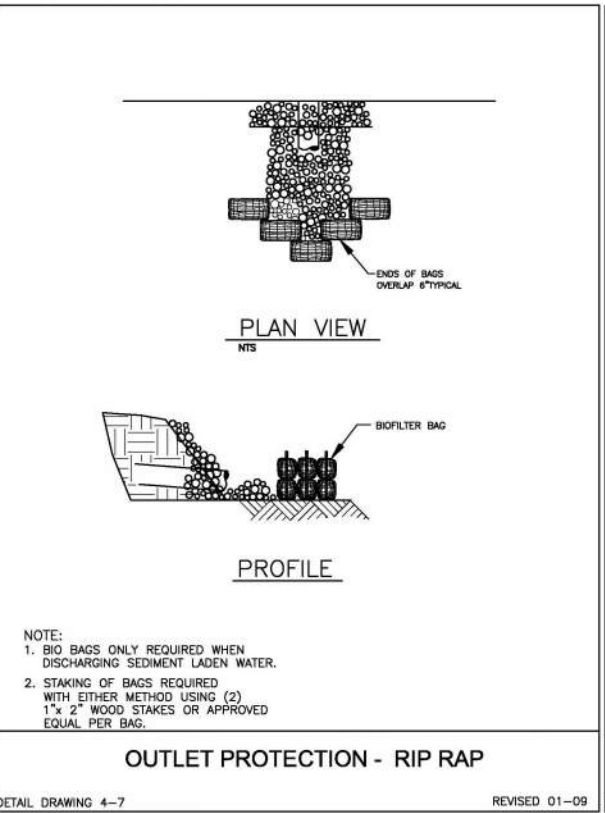 ENDS OF BAGS
OVERLAP 6"TYPICAL
PLAN VIEW
NTS
BIOFILTER BAG
PROFILE
NOTE:
1. BIO BAGS ONLY REQUIRED WHEN
DISCHARGING SEDIMENT LADEN WATER.
2. STAKING OF BAGS REQUIRED
WITH EITHER METHOD USING (2)
1"x 2" WOOD STAKES OR APPROVED
EQUAL PER BAG.
OUTLET PROTECTION - RIP RAP
DETAIL DRAWING 4-7
REVISED 01-09